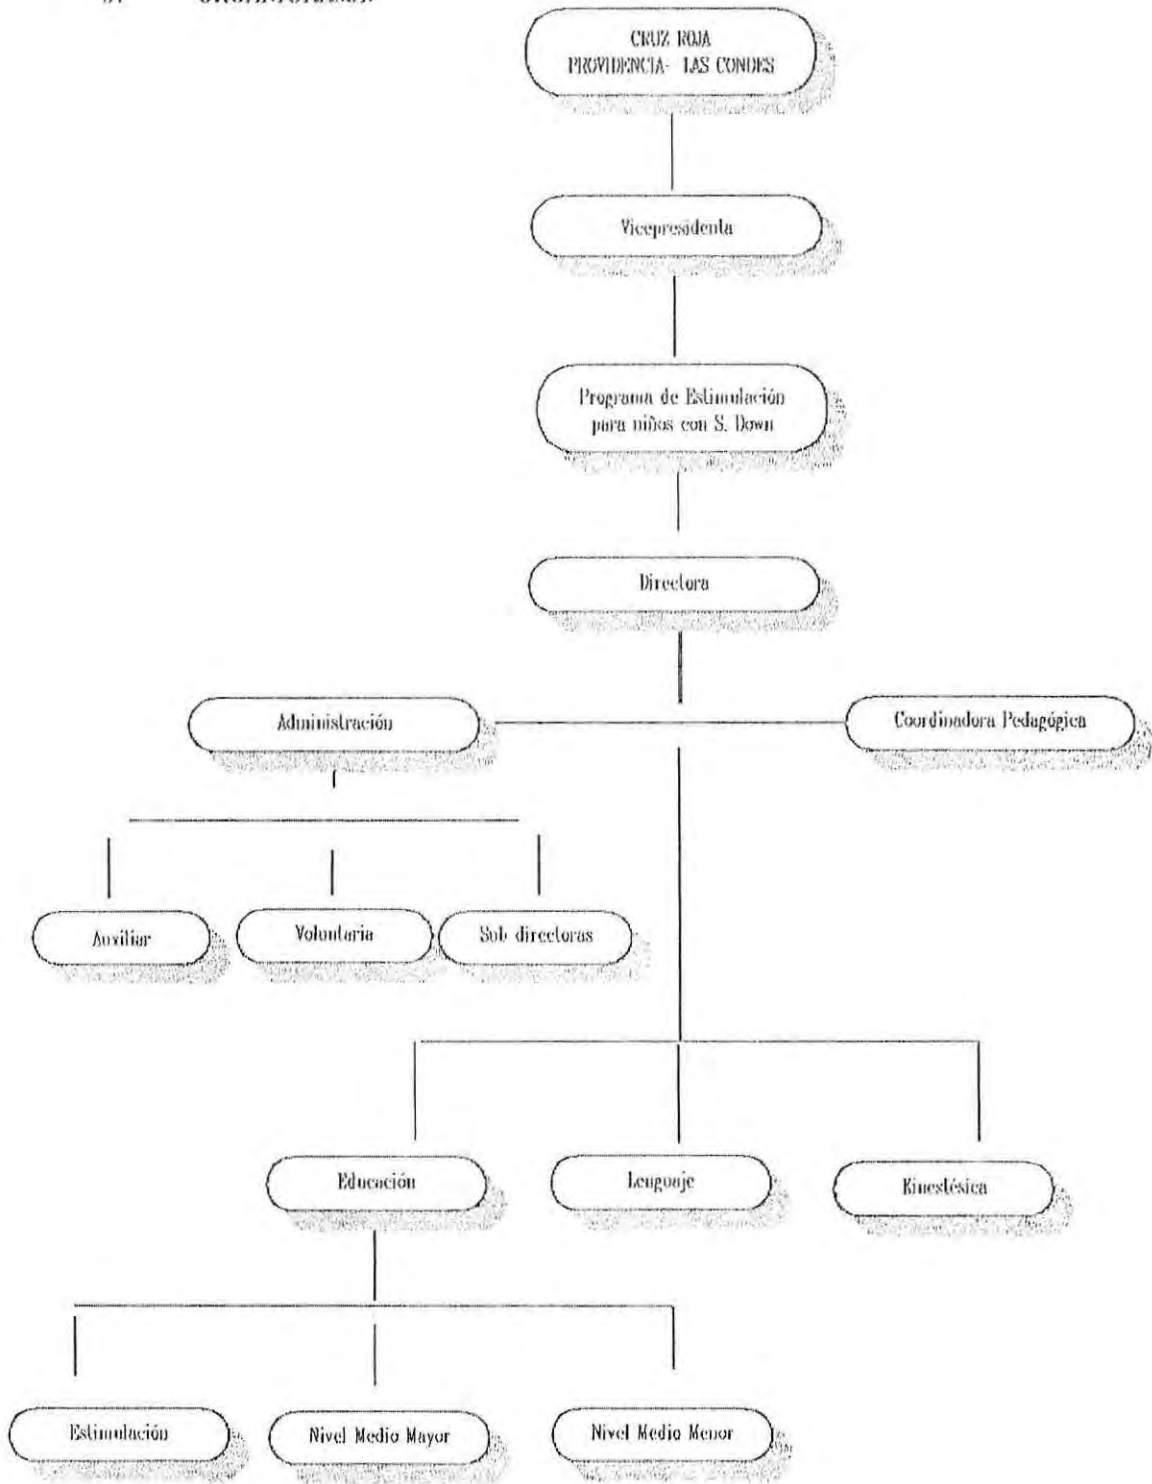 CRUZ ROJA
PROVIDENCIA- LAS CONDES
Vicepresidenta
Programa de Estimulación
para niños con S. Down
Directora
Administración
Coordinadora Pedagógica
Auxiliar
Voluntaria
Sub directoras
Educación
Lenguaje
Kinestésica
Estimulación
Nivel Medio Mayor
Nivel Medio Menor